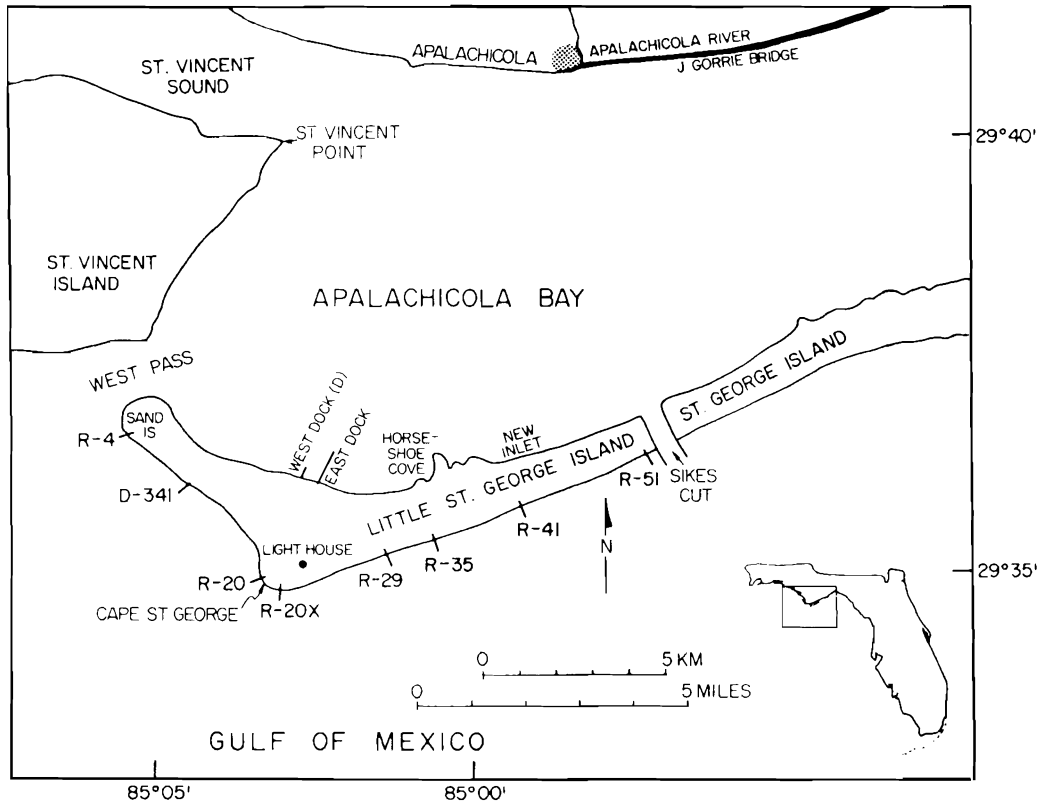 APALACHICOLA
APALACHICOLA RIVER
J GORRIE BRIDGE
ST. VINCENT
SOUND
ST VINCENT
POINT
29°40'
ST. VINCENT
ISLAND
APALACHICOLA BAY
WEST PASS
ST. GEORGE ISLAND
SAND
IS
R-4
WEST DOCK (D)
EAST DOCK
HORSE-
SHOE
COVE
NEW
INLET
LITTLE ST. GEORGE ISLAND
D-341
R-51
SIKES
CUT
R-41
R-35
R-29
N
LIGHT HOUSE
R-20
CAPE ST GEORGE
R-20X
29°35'
0 5 KM
0 5 MILES
GULF OF MEXICO
85°05' 85°00'